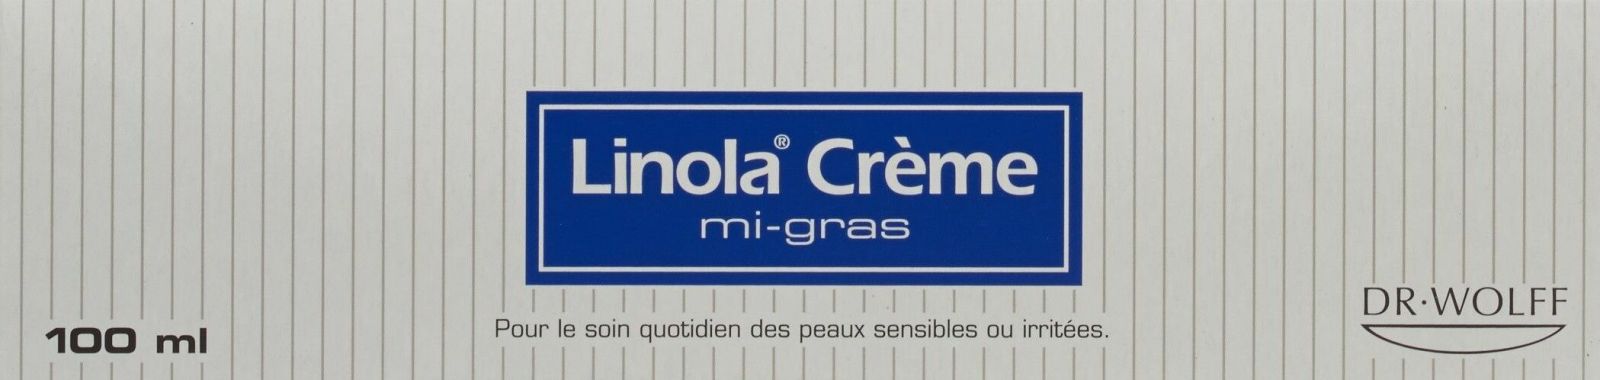 Linola® Crème
mi-gras
Pour le soin quotidien des peaux sensibles ou irritées.
100 ml
DR·WOLFF